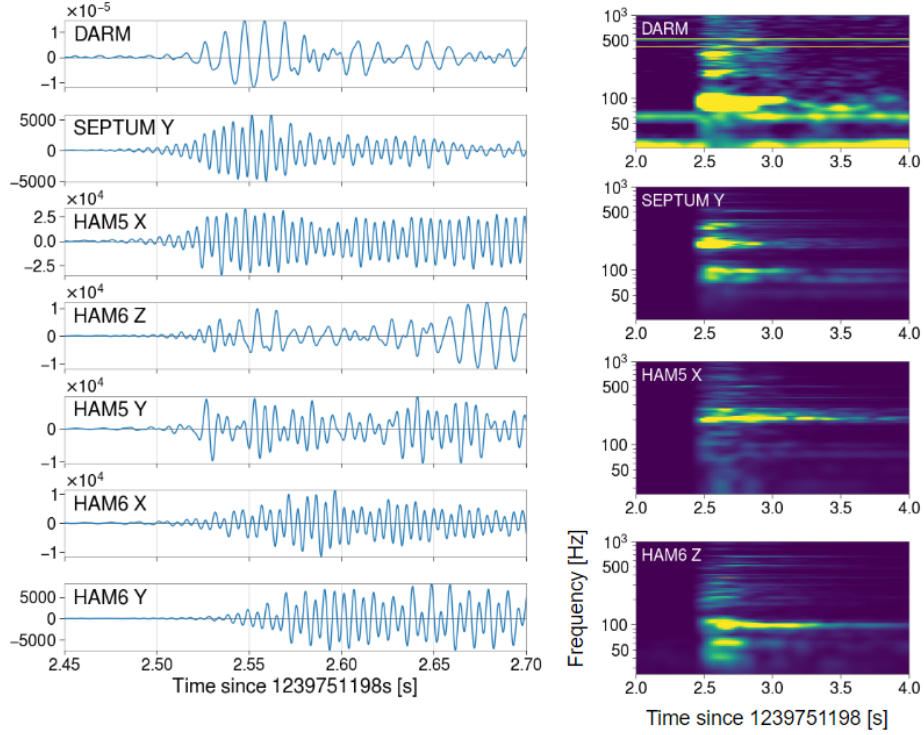 ×10⁻⁵
DARM
1
0
−1
SEPTUM Y
5000
0
−5000
×10⁴
HAM5 X
2.5
0.0
−2.5
×10⁴
HAM6 Z
1
0
−1
×10⁴
HAM5 Y
1
0
−1
×10⁴
HAM6 X
1
0
−1
HAM6 Y
5000
0
−5000
2.45 2.50 2.55 2.60 2.65 2.70
Time since 1239751198s [s]
DARM
10³
500
100
50
2.0 2.5 3.0 3.5 4.0
SEPTUM Y
10³
500
100
50
2.0 2.5 3.0 3.5 4.0
HAM5 X
10³
500
100
50
2.0 2.5 3.0 3.5 4.0
HAM6 Z
10³
500
100
50
2.0 2.5 3.0 3.5 4.0
Frequency [Hz]
Time since 1239751198 [s]